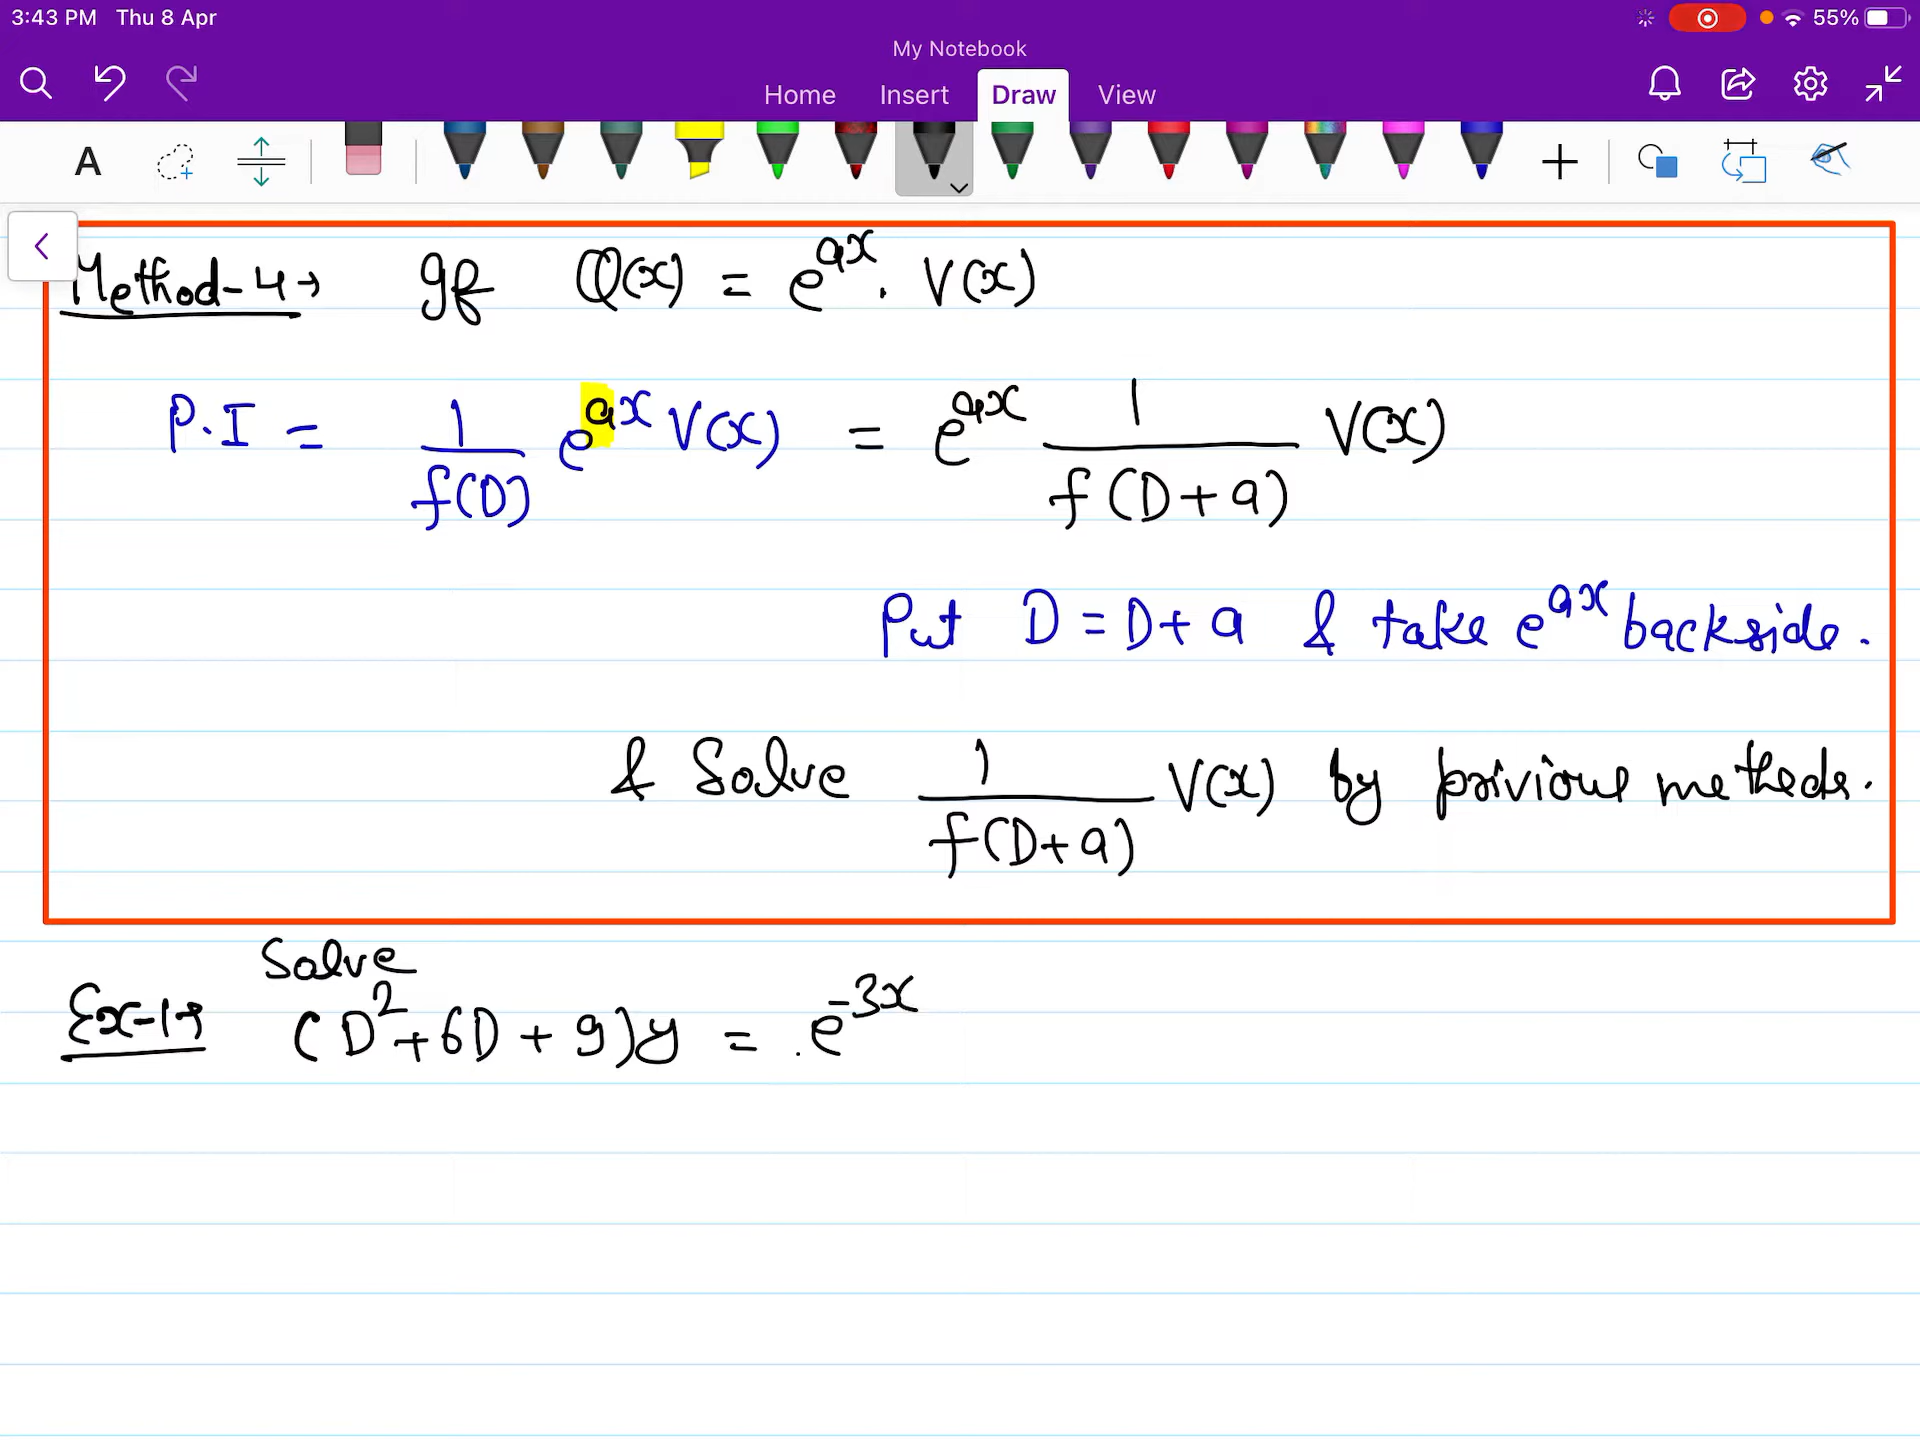 3:43 PM Thu 8 Apr
55%
My Notebook
Home Insert Draw View
A
Method-4→ If Q(x) = e^{ax} . V(x)
P.I = 1/f(D) e^{ax} V(x) = e^{ax} 1/f(D+a) V(x)
Put D = D+a & take e^{ax} backside.
& Solve 1/f(D+a) V(x) by privious methods.
Solve
Ex-1→ (D²+6D+9)y = .e^{-3x}